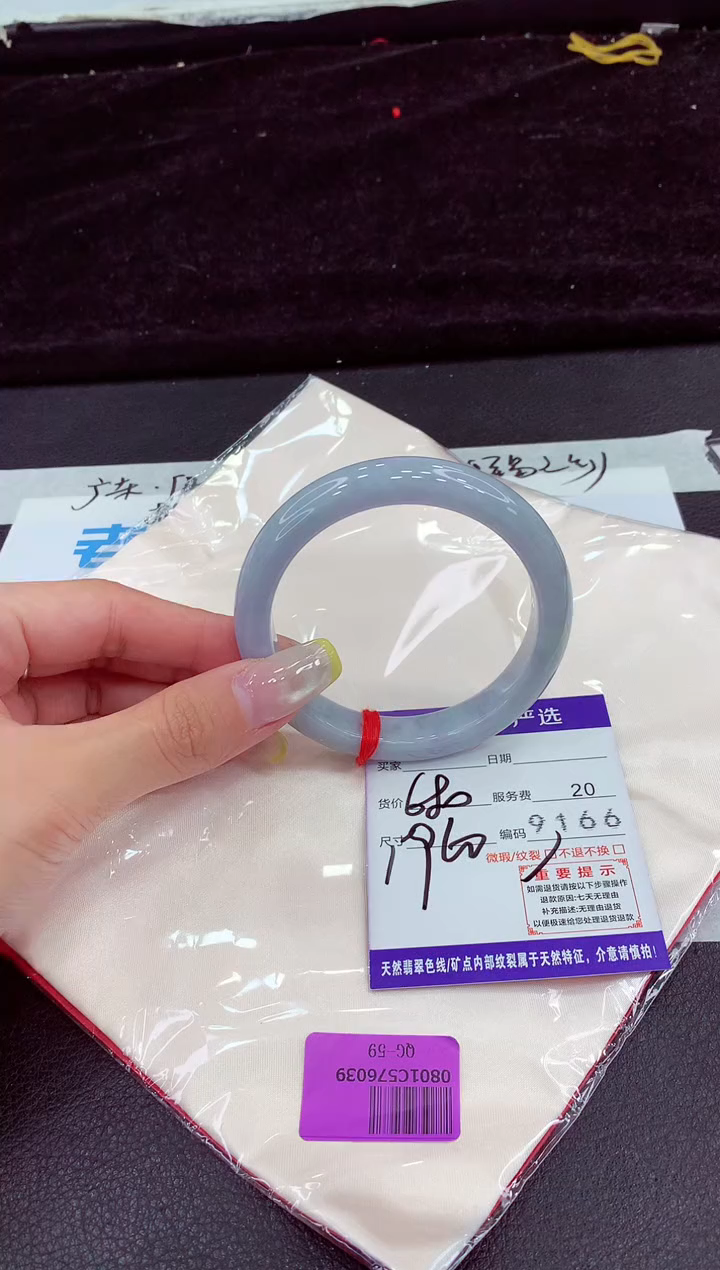 广东·
严选
买家 日期
货价 680 服务费 20
尺寸 编码 9166
微瑕/纹裂 不退不换
重要提示
如需退货请按以下步骤操作
退款原因:七天无理由
补充描述:无理由退货
以便极速给您处理退货退款
天然翡翠色线/矿点内部纹裂属于天然特征，介意请慎拍!
0801C576039
QG-59